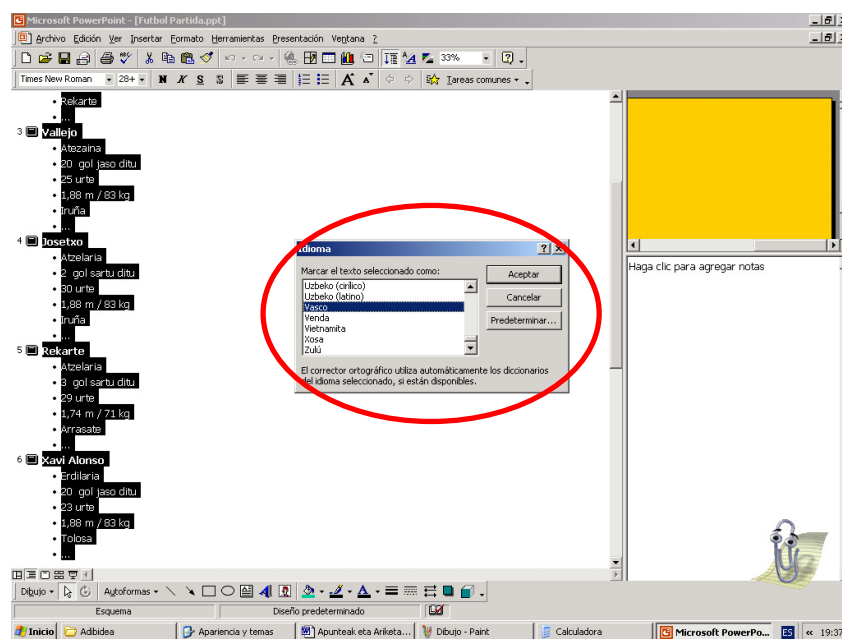 Microsoft PowerPoint - [Futbol Partida.ppt]
Archivo Edición Ver Insertar Formato Herramientas Presentación Ventana ?
33%
Times New Roman 28+ N K S S Tareas comunes
Rekarte
...
3 Vallejo
Atezaina
20 gol jaso ditu
25 urte
1,88 m / 83 kg
Iruña
...
4 Josetxo
Atzelaria
2 gol sartu ditu
30 urte
1,88 m / 83 kg
Iruña
...
5 Rekarte
Atzelaria
3 gol sartu ditu
29 urte
1,74 m / 71 kg
Arrasate
...
6 Xavi Alonso
Erdilaria
20 gol jaso ditu
23 urte
1,88 m / 83 kg
Tolosa
...
Idioma
Marcar el texto seleccionado como:
Uzbeko (cirílico)
Uzbeko (latino)
Vasco
Venda
Vietnamita
Xosa
Zulú
Aceptar
Cancelar
Predeterminar...
El corrector ortográfico utiliza automáticamente los diccionarios
del idioma seleccionado, si están disponibles.
Haga clic para agregar notas
Dibujo Autoformas
Esquema Diseño predeterminado
Inicio Adbidea Apariencia y temas Apunteak eta Ariketa... Dibujo - Paint Calculadora Microsoft PowerPo... ES « 19:37